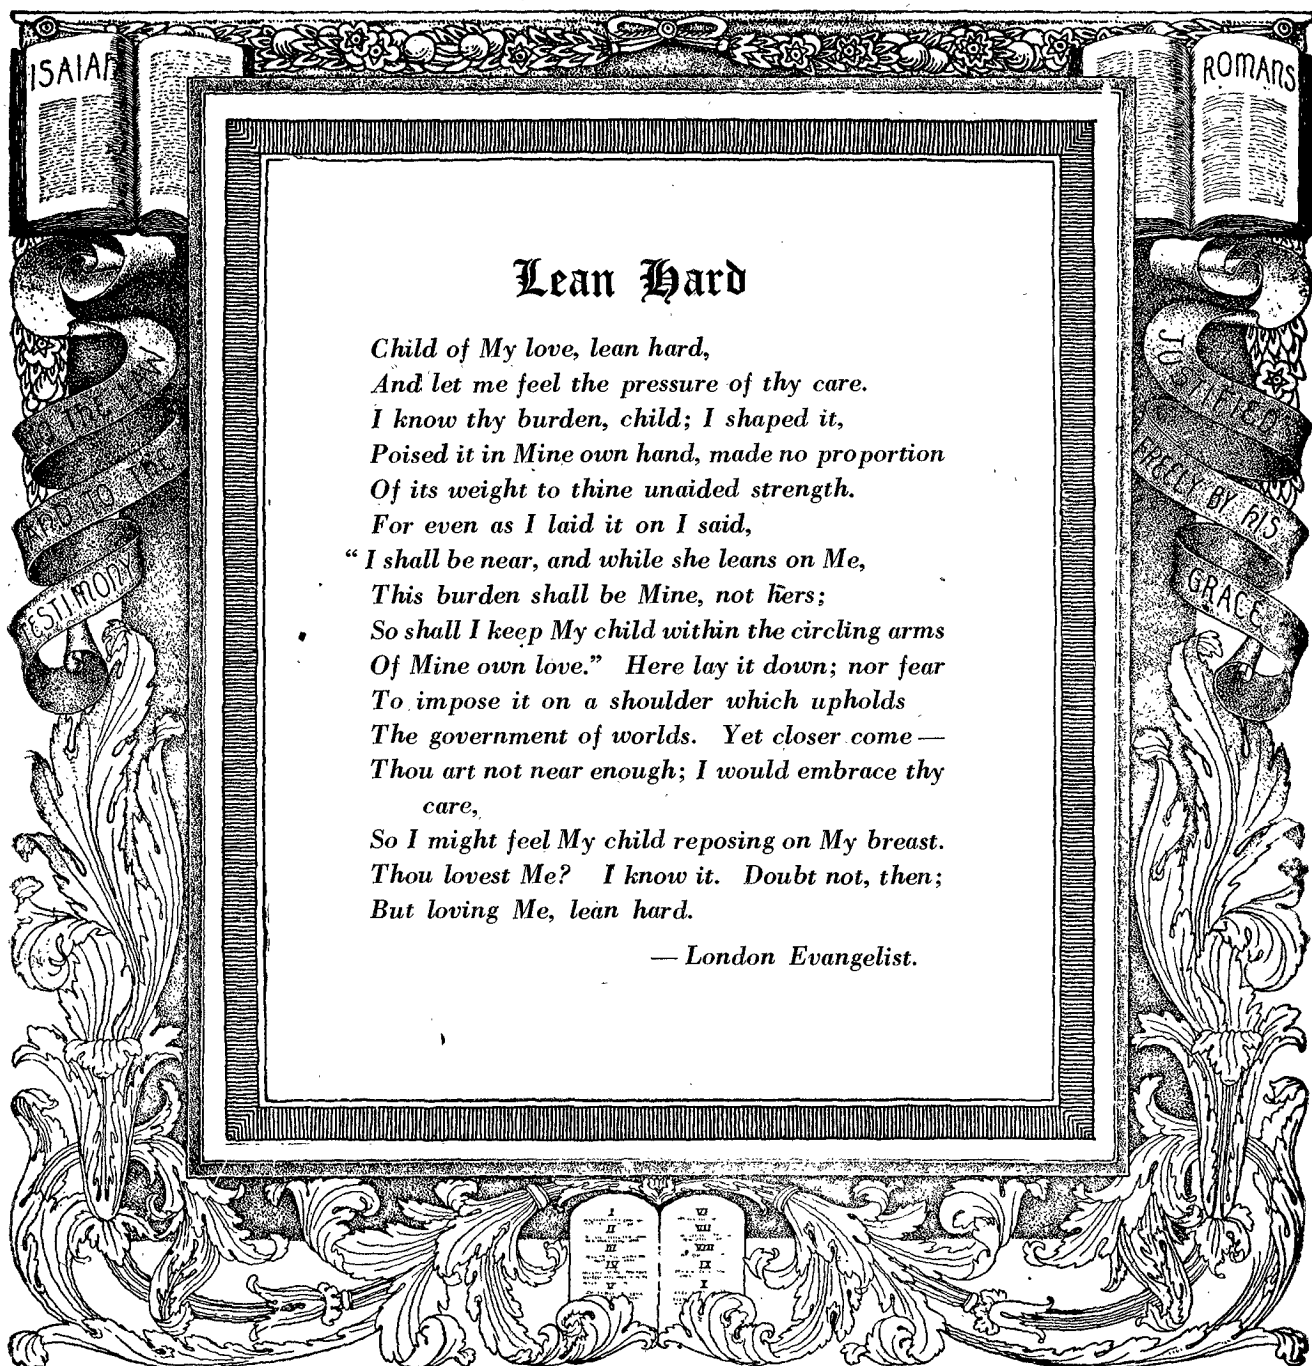 ISAIAH
ROMANS
TO THE LAW
AND TO THE
TESTIMONY
JUSTIFIED
FREELY BY HIS
GRACE
Lean Hard
Child of My love, lean hard,
And let me feel the pressure of thy care.
I know thy burden, child; I shaped it,
Poised it in Mine own hand, made no proportion
Of its weight to thine unaided strength.
For even as I laid it on I said,
“ I shall be near, and while she leans on Me,
This burden shall be Mine, not hers;
So shall I keep My child within the circling arms
Of Mine own love.” Here lay it down; nor fear
To impose it on a shoulder which upholds
The government of worlds. Yet closer come —
Thou art not near enough; I would embrace thy
care,
So I might feel My child reposing on My breast.
Thou lovest Me? I know it. Doubt not, then;
But loving Me, lean hard.
— London Evangelist.
I
II
III
IV
V
VI
VII
VIII
IX
X